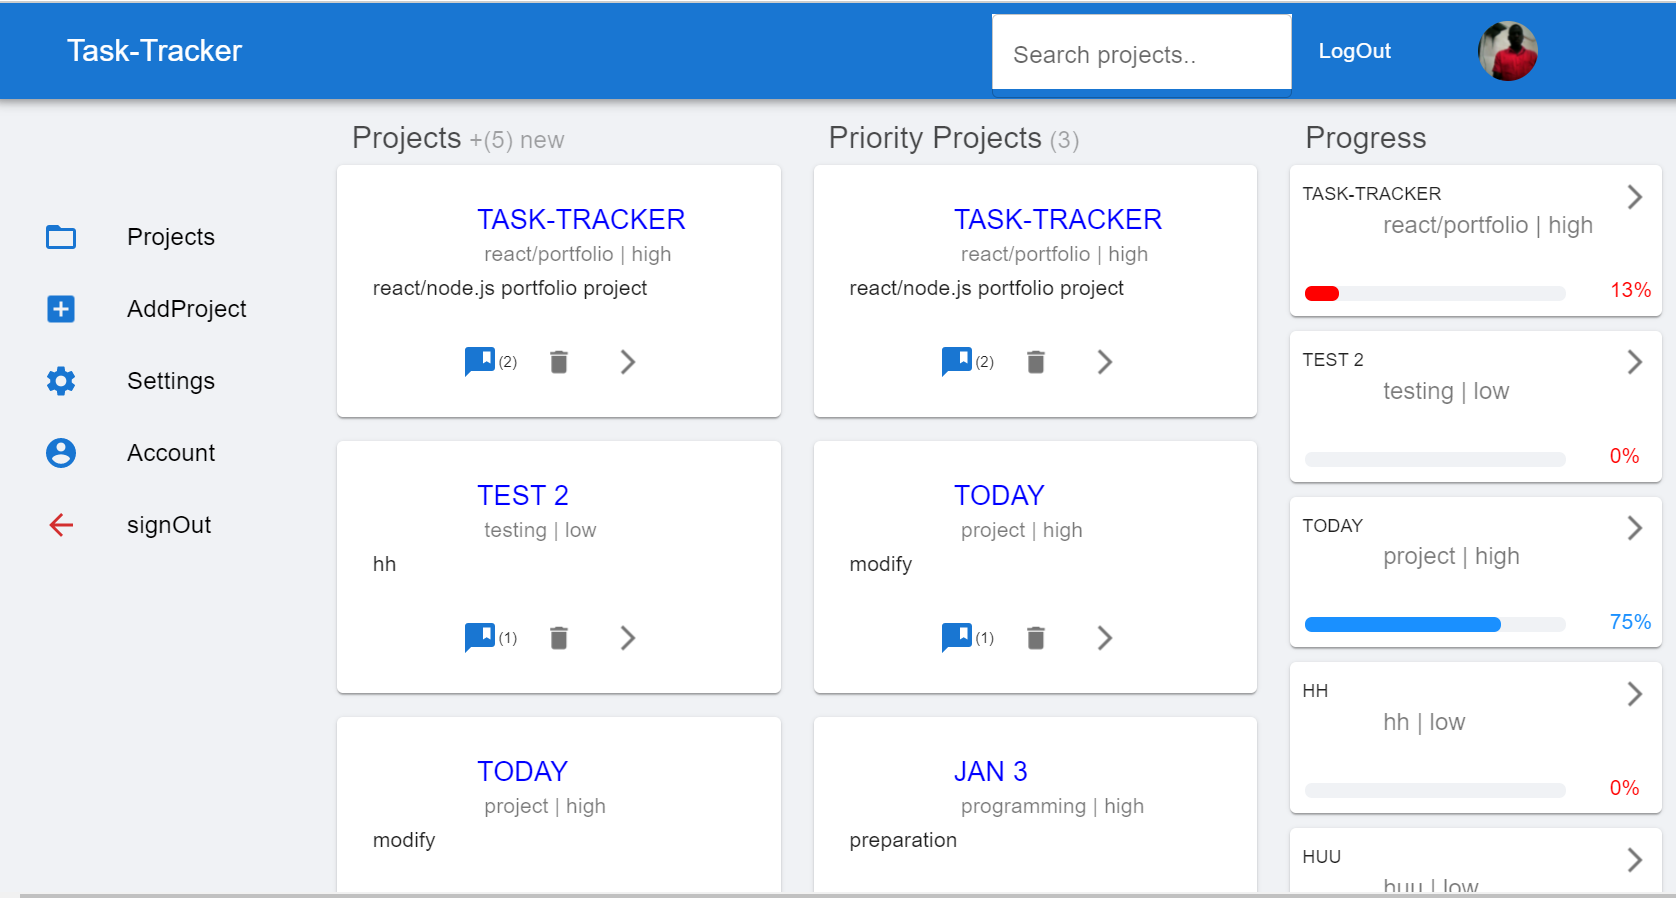 Task-Tracker
Search projects..
LogOut
Projects
AddProject
Settings
Account
signOut
Projects +(5) new
TASK-TRACKER
react/portfolio | high
react/node.js portfolio project
(2)
TEST 2
testing | low
hh
(1)
TODAY
project | high
modify
Priority Projects (3)
TASK-TRACKER
react/portfolio | high
react/node.js portfolio project
(2)
TODAY
project | high
modify
(1)
JAN 3
programming | high
preparation
Progress
TASK-TRACKER
react/portfolio | high
13%
TEST 2
testing | low
0%
TODAY
project | high
75%
HH
hh | low
0%
HUU
huu | low